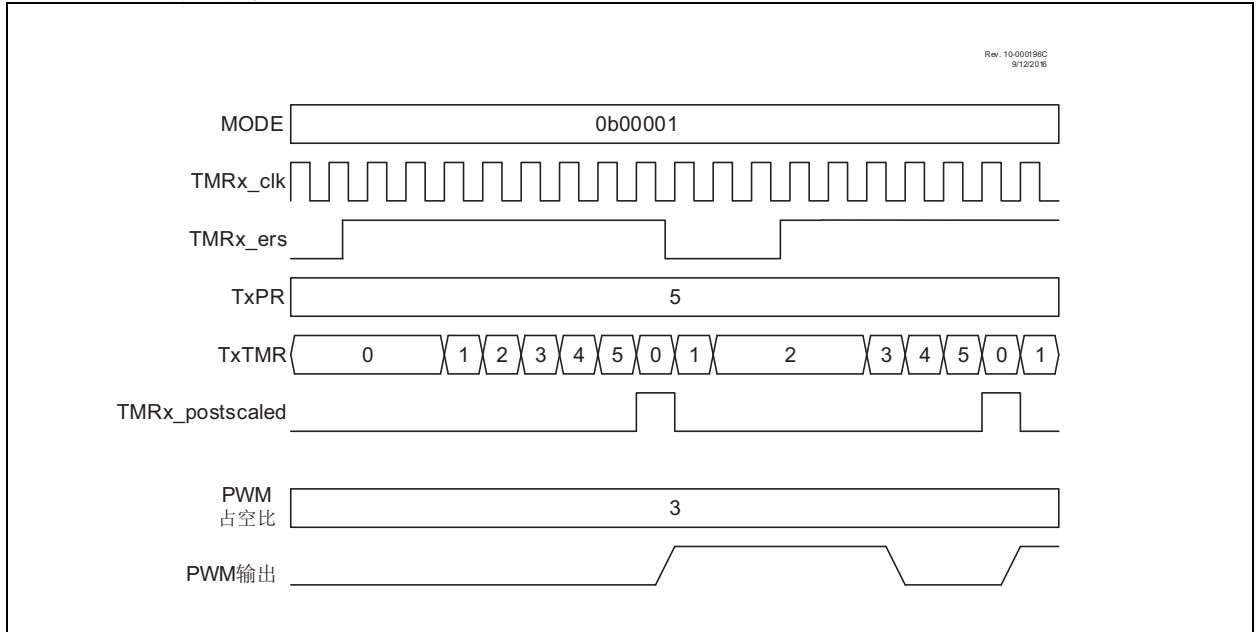 Rev. 10-000196C
9/12/2016
MODE 0b00001
TMRx_clk
TMRx_ers
TxPR 5
TxTMR 0 1 2 3 4 5 0 1 2 3 4 5 0 1
TMRx_postscaled
PWM
占空比 3
PWM输出